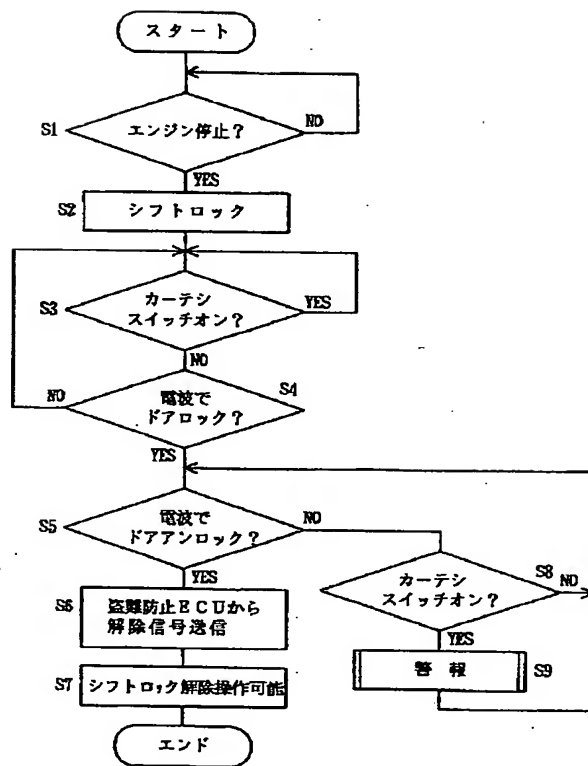 スタート
S1
エンジン停止?
NO
YES
S2
シフトロック
S3
カーテシ
スイッチオン?
YES
NO
S4
電波で
ドアロック?
NO
YES
S5
電波で
ドアアンロック?
NO
YES
S6
盗難防止ECUから
解除信号送信
S7
シフトロック解除操作可能
エンド
S8
カーテシ
スイッチオン?
NO
YES
警報
S9